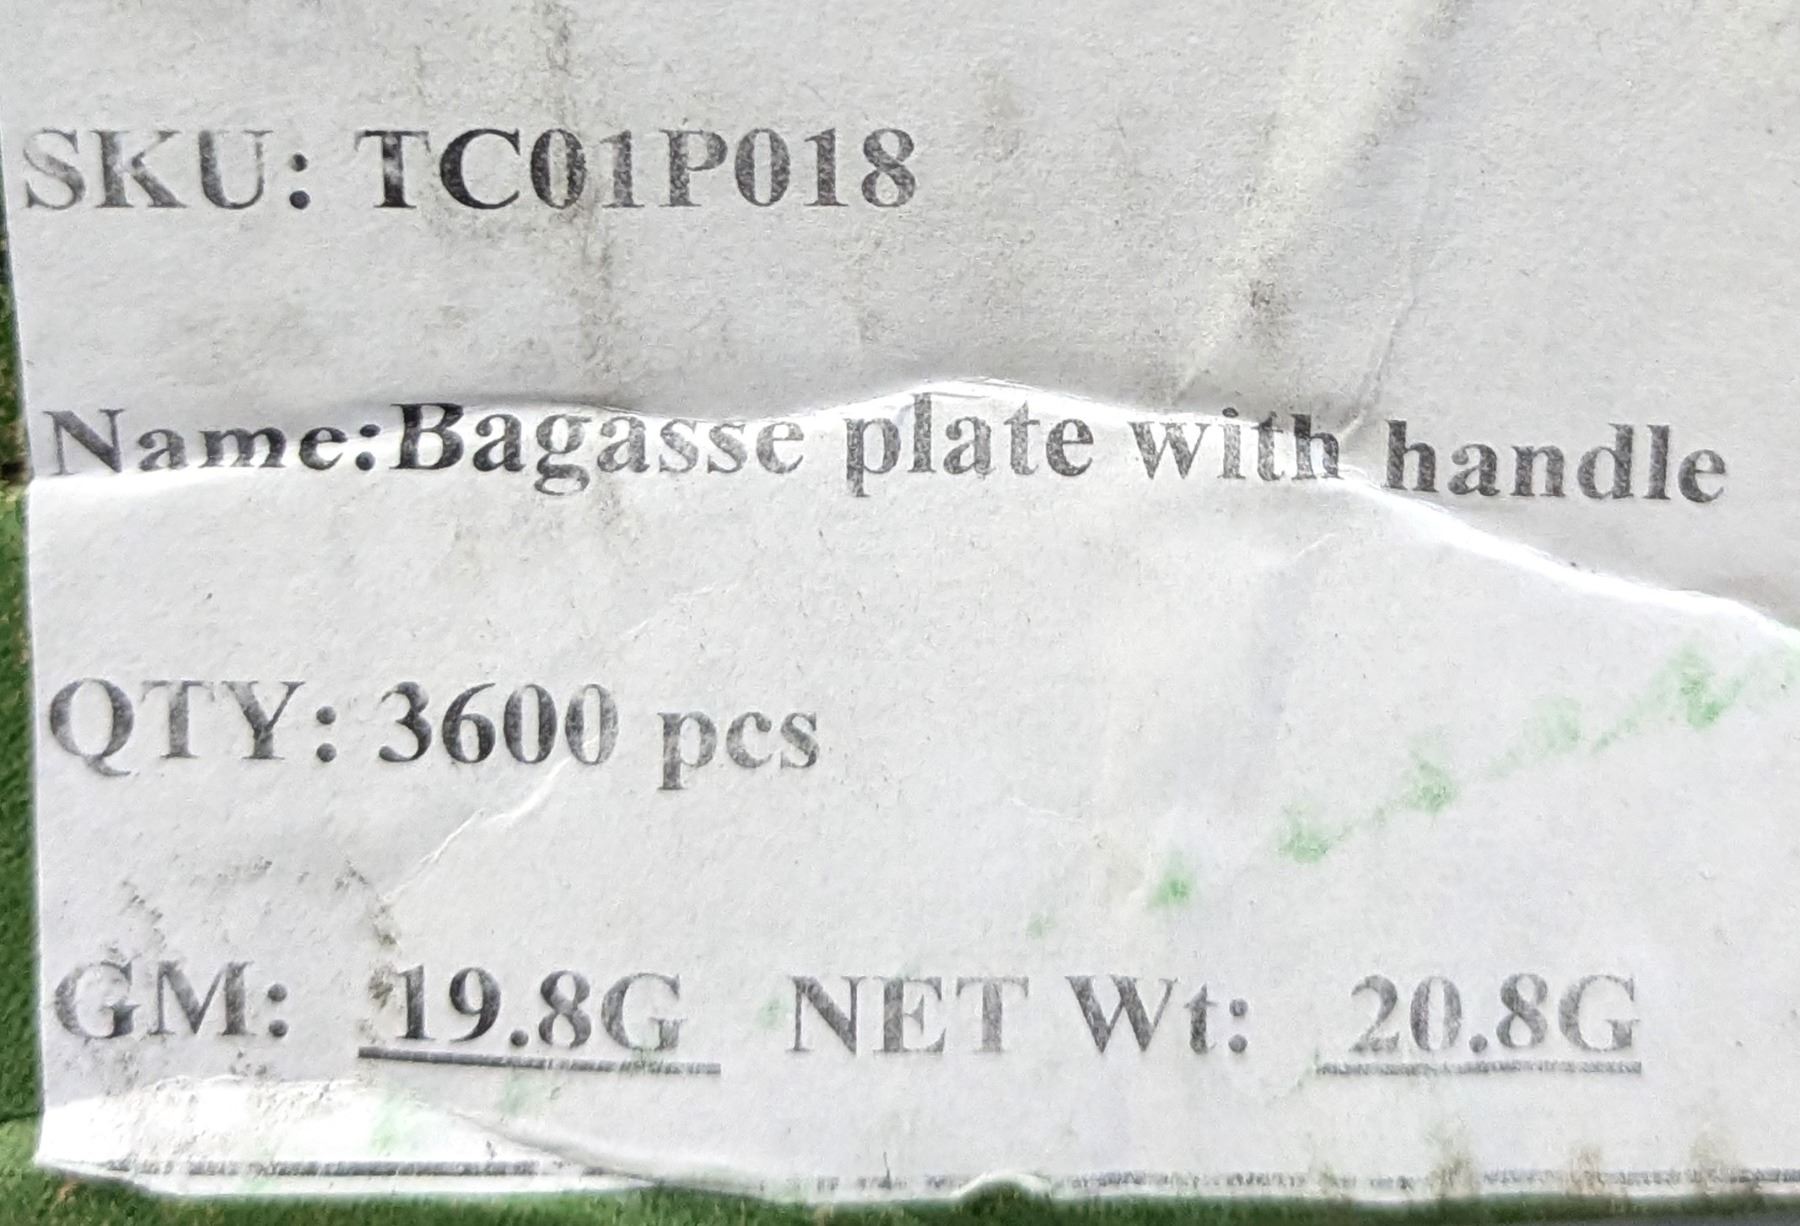 SKU: TC01P018
Name:Bagasse plate with handle
QTY: 3600 pcs
GM: 19.8G NET Wt: 20.8G